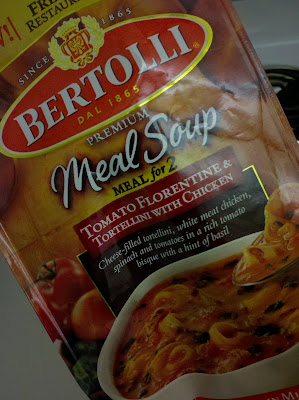 RESTAUR
SINCE 1865
BERTOLLI®
DAL 1865
PREMIUM
Meal Soup
MEAL for 2
TOMATO FLORENTINE &
TORTELLINI WITH CHICKEN
Cheese-filled tortellini, white meat chicken,
spinach and tomatoes in a rich tomato
bisque with a hint of basil